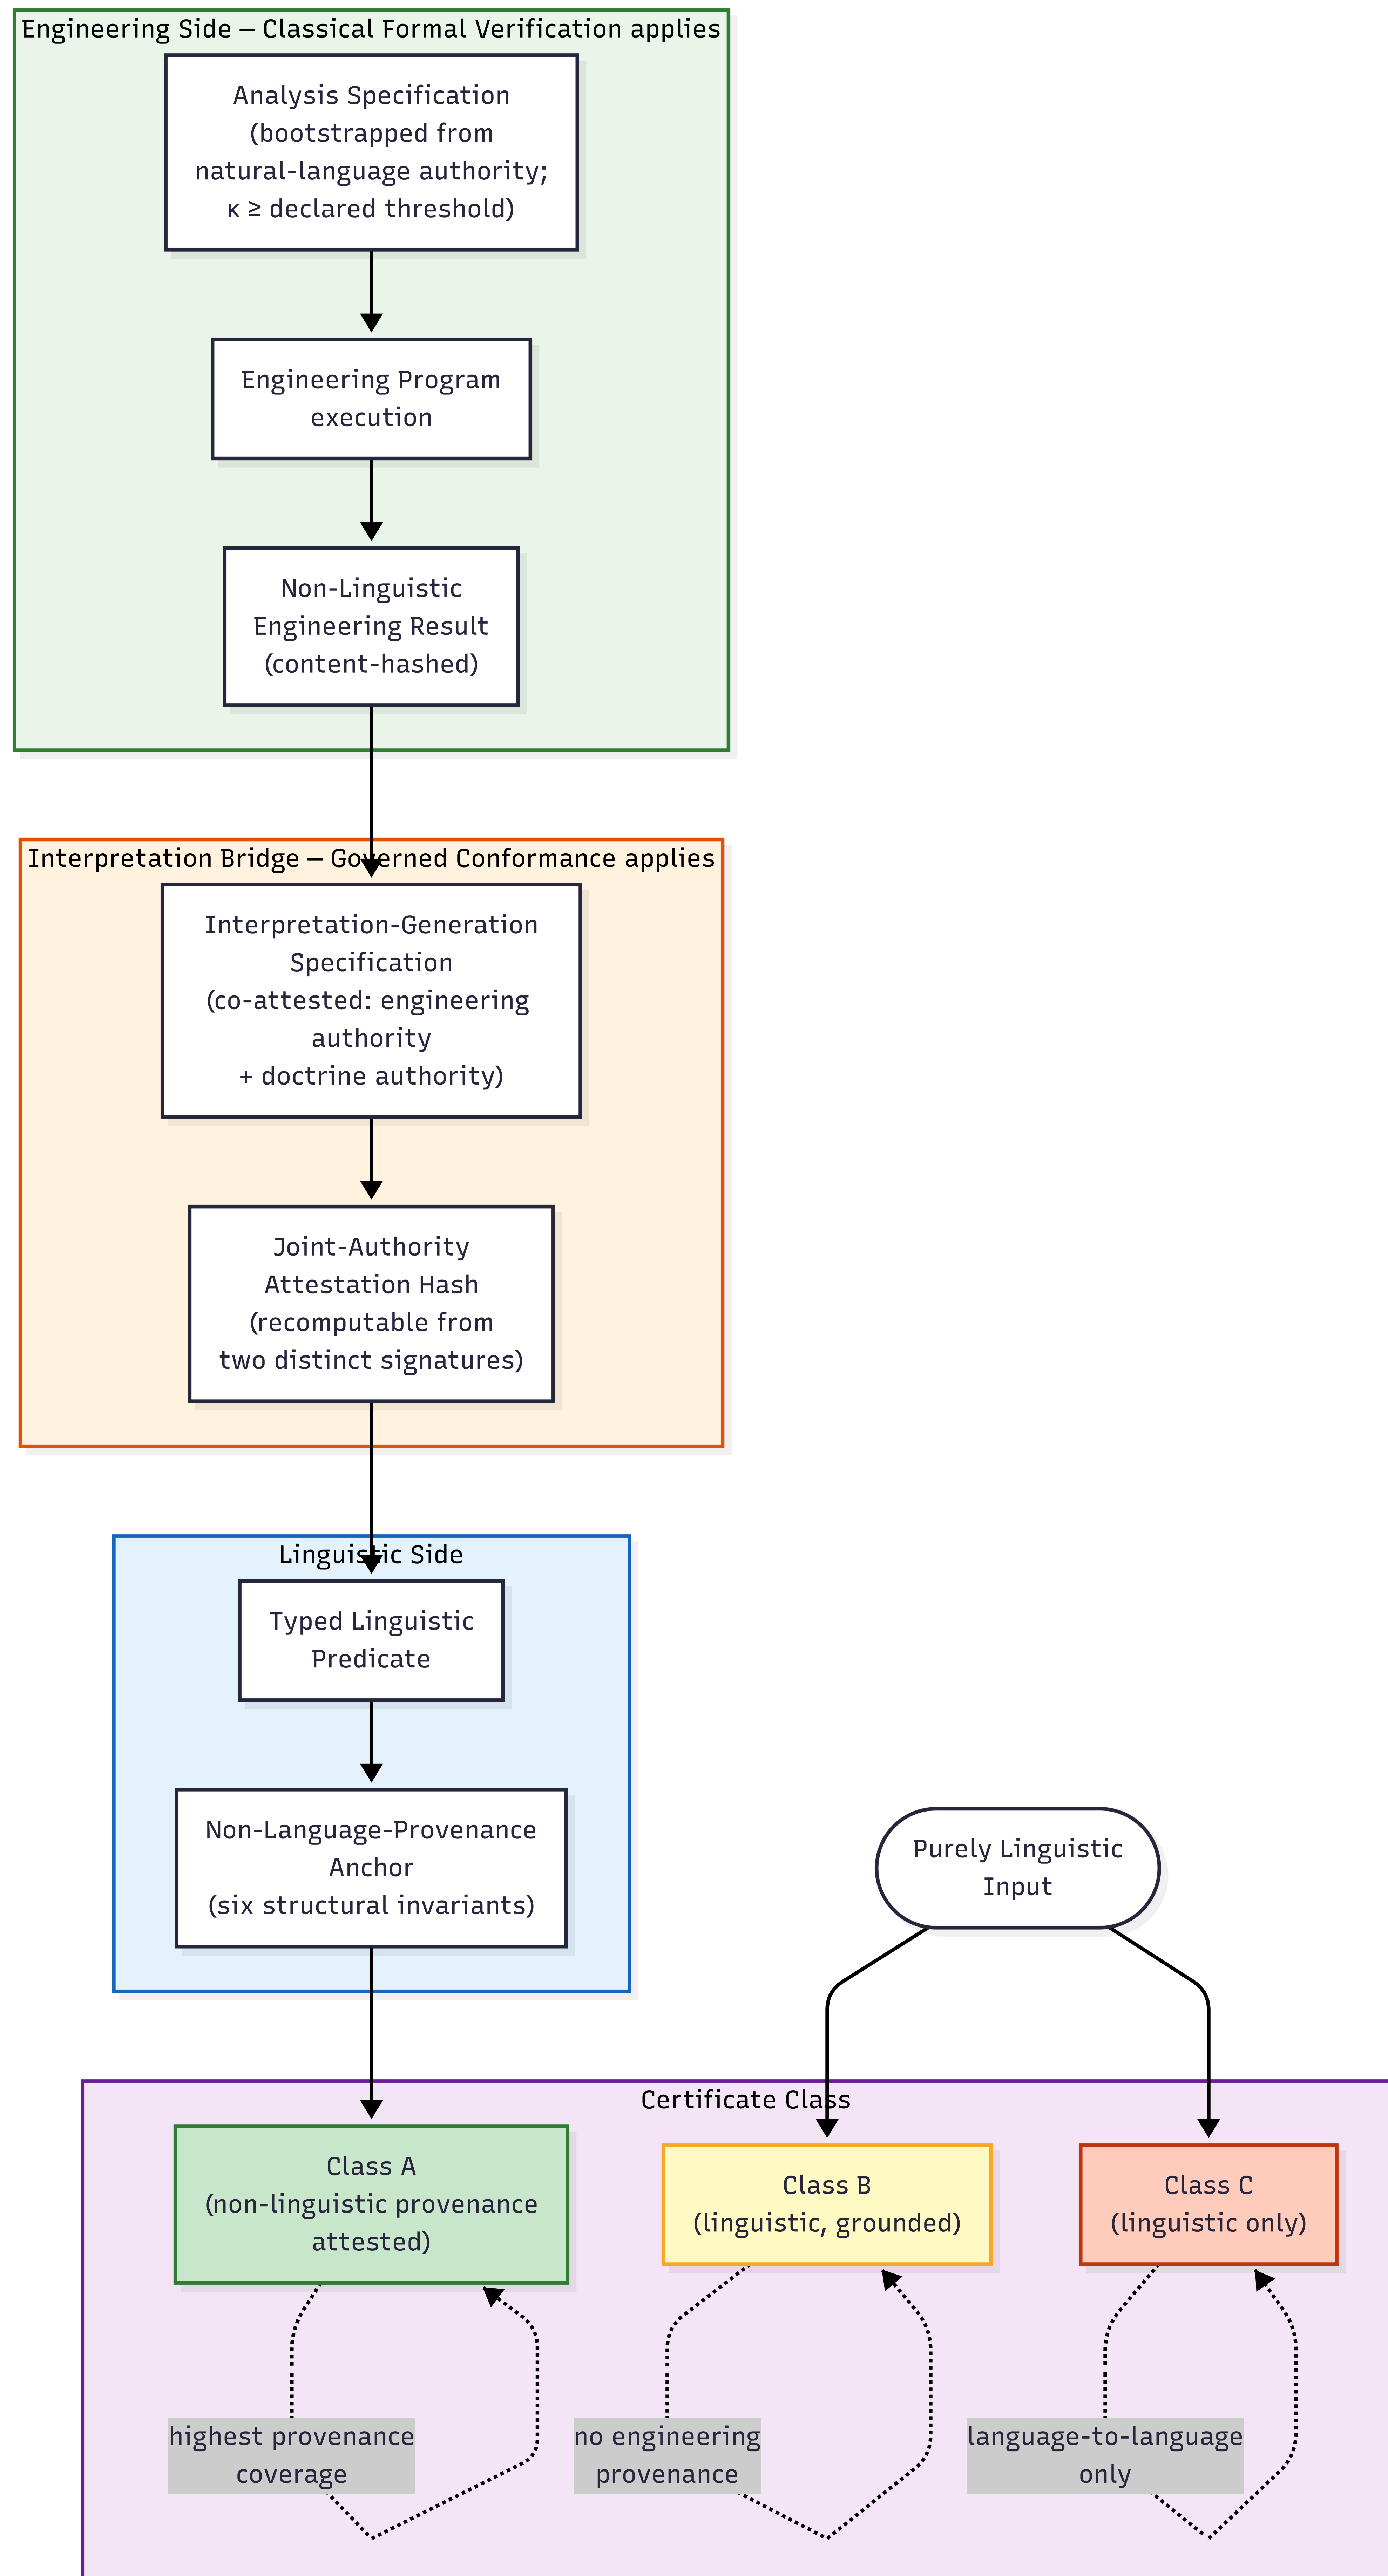 Engineering Side – Classical Formal Verification applies
Analysis Specification
(bootstrapped from
natural-language authority;
κ ≥ declared threshold)
Engineering Program
execution
Non-Linguistic
Engineering Result
(content-hashed)
Interpretation Bridge – Governed Conformance applies
Interpretation-Generation
Specification
(co-attested: engineering
authority
+ doctrine authority)
Joint-Authority
Attestation Hash
(recomputable from
two distinct signatures)
Linguistic Side
Typed Linguistic
Predicate
Non-Language-Provenance
Anchor
(six structural invariants)
Purely Linguistic
Input
Certificate Class
Class A
(non-linguistic provenance
attested)
Class B
(linguistic, grounded)
Class C
(linguistic only)
highest provenance
coverage
no engineering
provenance
language-to-language
only